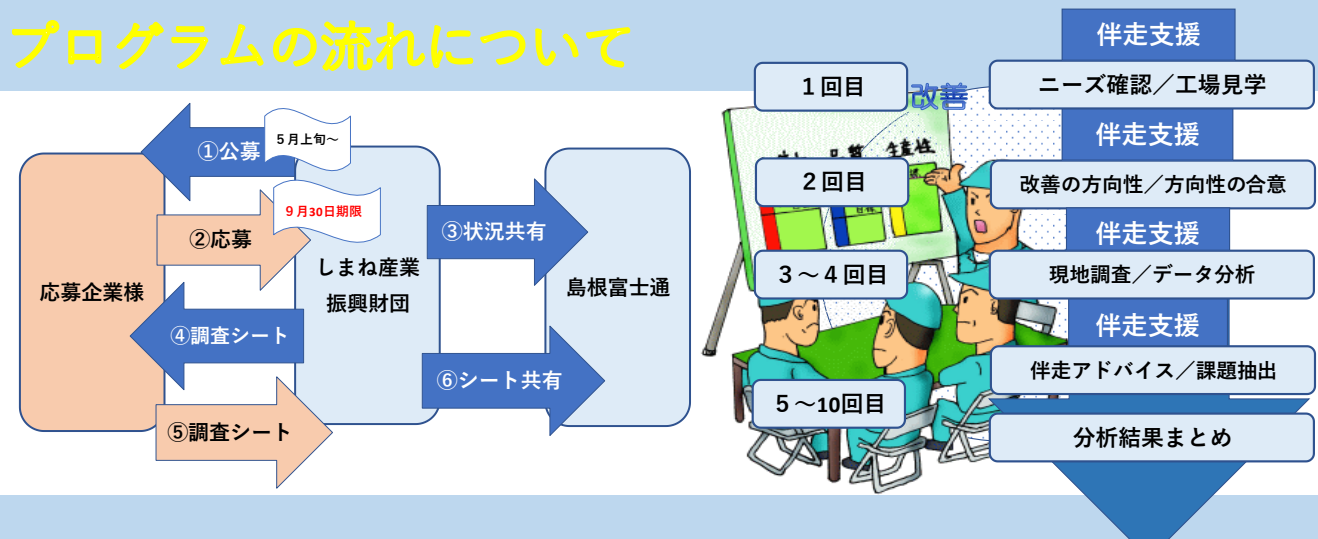 プログラムの流れについて
①公募
5月上旬～
②応募
9月30日期限
応募企業様
しまね産業
振興財団
③状況共有
島根富士通
④調査シート
⑤調査シート
⑥シート共有
改善
品質
生産性
目標
伴走支援
1回目
ニーズ確認／工場見学
伴走支援
2回目
改善の方向性／方向性の合意
伴走支援
3～4回目
現地調査／データ分析
伴走支援
伴走アドバイス／課題抽出
5～10回目
分析結果まとめ